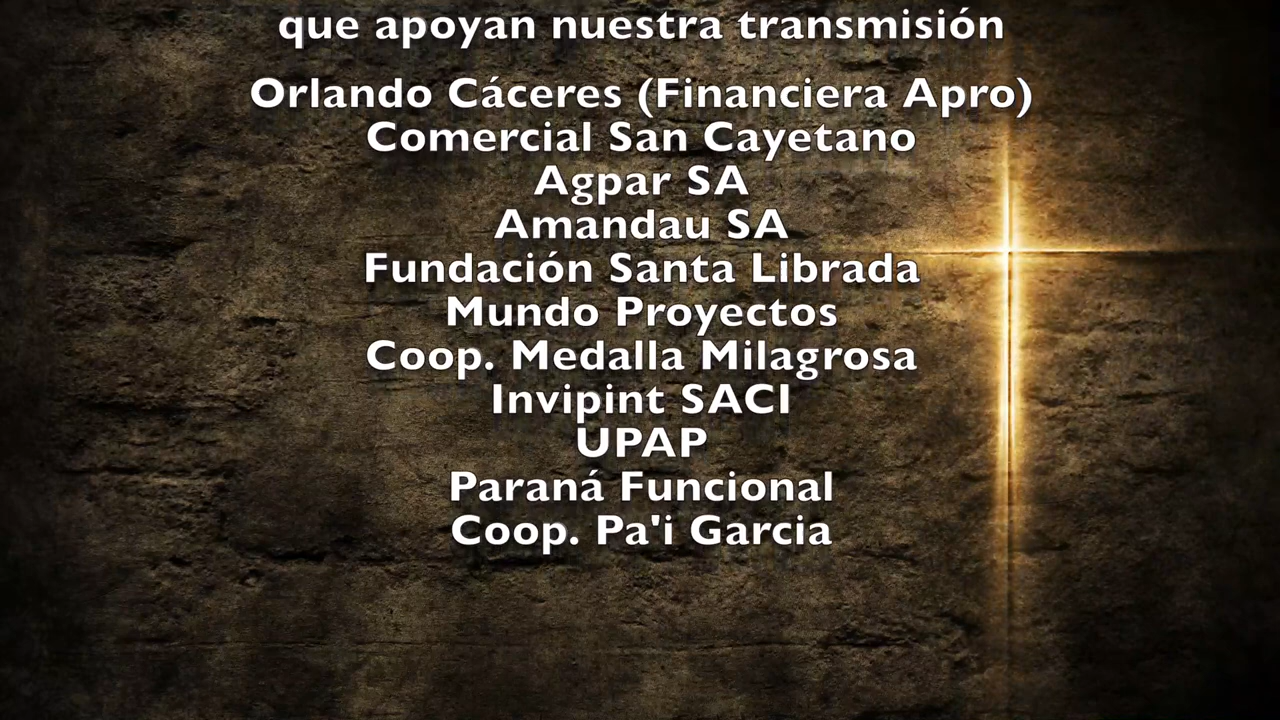 que apoyan nuestra transmisión
Orlando Cáceres (Financiera Apro)
Comercial San Cayetano
Agpar SA
Amandau SA
Fundación Santa Librada
Mundo Proyectos
Coop. Medalla Milagrosa
Invipint SACI
UPAP
Paraná Funcional
Coop. Pa'i Garcia